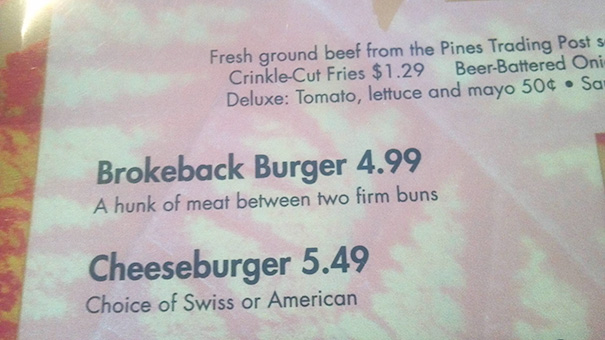 Fresh ground beef from the Pines Trading Post
Crinkle-Cut Fries $1.29 Beer-Battered
Deluxe: Tomato, lettuce and mayo 50¢ •
Brokeback Burger 4.99
A hunk of meat between two firm buns
Cheeseburger 5.49
Choice of Swiss or American